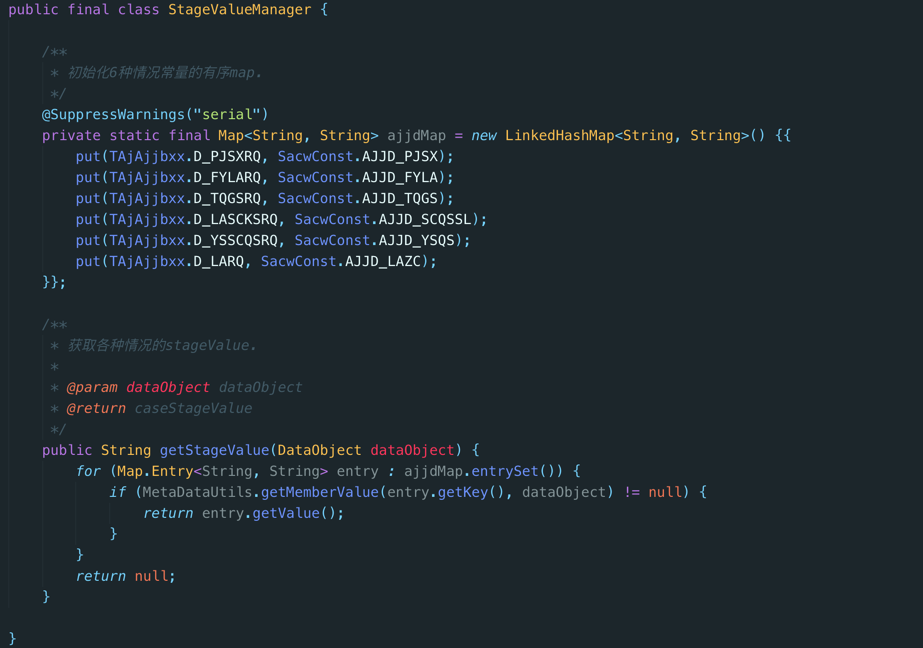 public final class StageValueManager {
/**
* 初始化6种情况常量的有序map.
*/
@SuppressWarnings("serial")
private static final Map<String, String> ajjdMap = new LinkedHashMap<String, String>() {{
put(TAjAjjbxx.D_PJSXRQ, SacwConst.AJJD_PJSX);
put(TAjAjjbxx.D_FYLARQ, SacwConst.AJJD_FYLA);
put(TAjAjjbxx.D_TQGSRQ, SacwConst.AJJD_TQGS);
put(TAjAjjbxx.D_LASCKSRQ, SacwConst.AJJD_SCQSSL);
put(TAjAjjbxx.D_YSSCQSRQ, SacwConst.AJJD_YSQS);
put(TAjAjjbxx.D_LARQ, SacwConst.AJJD_LAZC);
}};
/**
* 获取各种情况的stageValue.
*
* @param dataObject dataObject
* @return caseStageValue
*/
public String getStageValue(DataObject dataObject) {
for (Map.Entry<String, String> entry : ajjdMap.entrySet()) {
if (MetaDataUtils.getMemberValue(entry.getKey(), dataObject) != null) {
return entry.getValue();
}
}
return null;
}
}